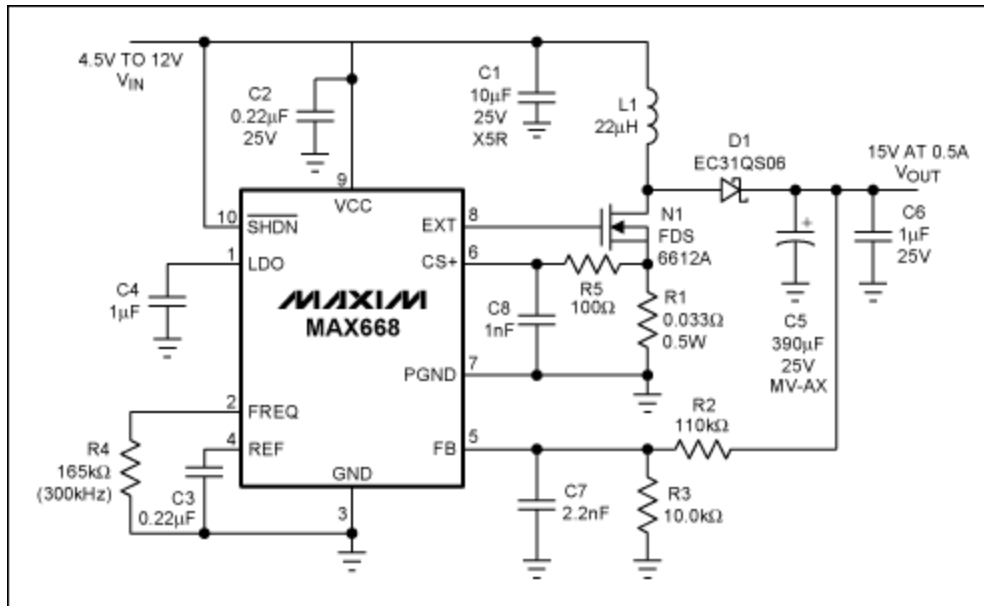 4.5V TO 12V
VIN
C2
0.22µF
25V
C1
10µF
25V
X5R
L1
22µH
D1
EC31QS06
15V AT 0.5A
VOUT
9
VCC
10
SHDN
EXT
8
N1
FDS
6612A
C6
1µF
25V
1
LDO
CS+
6
C4
1µF
MAXIM
MAX668
R5
100Ω
C8
1nF
R1
0.033Ω
0.5W
C5
390µF
25V
MV-AX
+
PGND
7
2
FREQ
4
REF
FB
5
R2
110kΩ
R4
165kΩ
(300kHz)
C3
0.22µF
GND
3
C7
2.2nF
R3
10.0kΩ